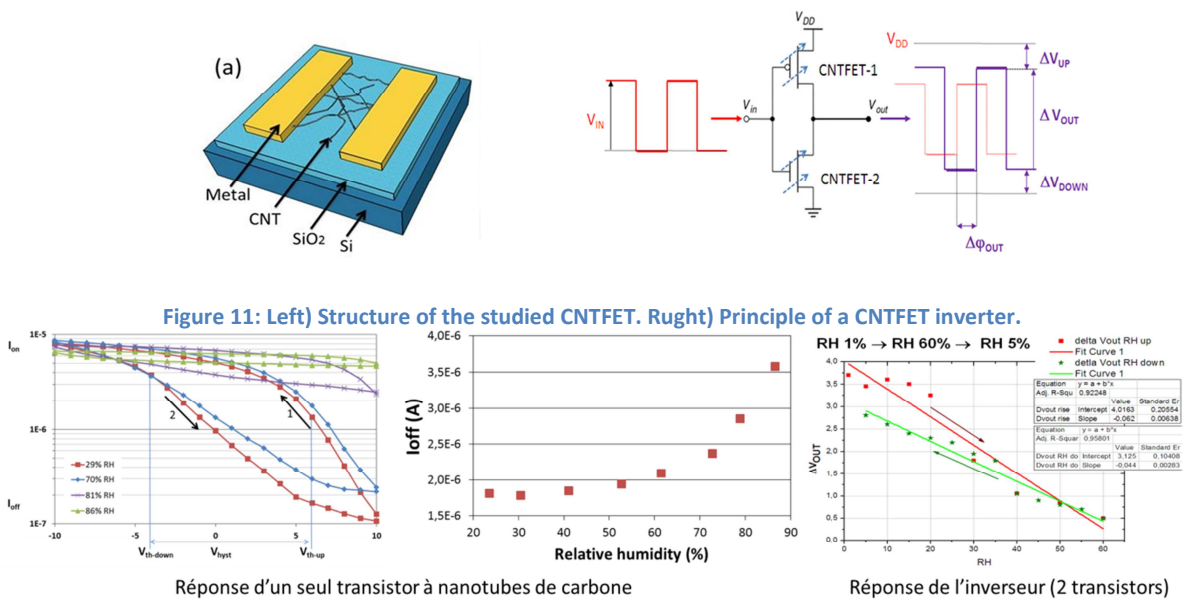 (a)
Metal
CNT
SiO2
Si
VIN
Vin
VDD
CNTFET-1
CNTFET-2
Vout
VDD
ΔVUP
ΔVOUT
ΔVDOWN
ΔφOUT
Figure 11: Left) Structure of the studied CNTFET. Rught) Principle of a CNTFET inverter.
Ion
1E-5
1E-6
Ioff
1E-7
29% RH
70% RH
81% RH
86% RH
2
1
-10 -5 0 5 10
Vth-down Vhyst Vth-up
Ioff (A)
4,0E-6
3,5E-6
3,0E-6
2,5E-6
2,0E-6
1,5E-6
20 30 40 50 60 70 80 90
Relative humidity (%)
RH 1% → RH 60% → RH 5%
delta Vout RH up
Fit Curve 1
detla Vout RH down
Fit Curve 1
Equation y = a + b*x
Adj. R-Squ 0,92248
Value Standard Er
Dvout rise Intercept 4,0163 0,20554
Dvout rise Slope -0,062 0,00638
Equation y = a + b*x
Adj. R-Squar 0,95801
Value Standard Er
Dvout RH do Intercept 3,125 0,10408
Dvout RH do Slope -0,044 0,00283
ΔVOUT
4,0
3,5
3,0
2,5
2,0
1,5
1,0
0,5
0,0
0 10 20 30 40 50 60
RH
Réponse d'un seul transistor à nanotubes de carbone
Réponse de l'inverseur (2 transistors)